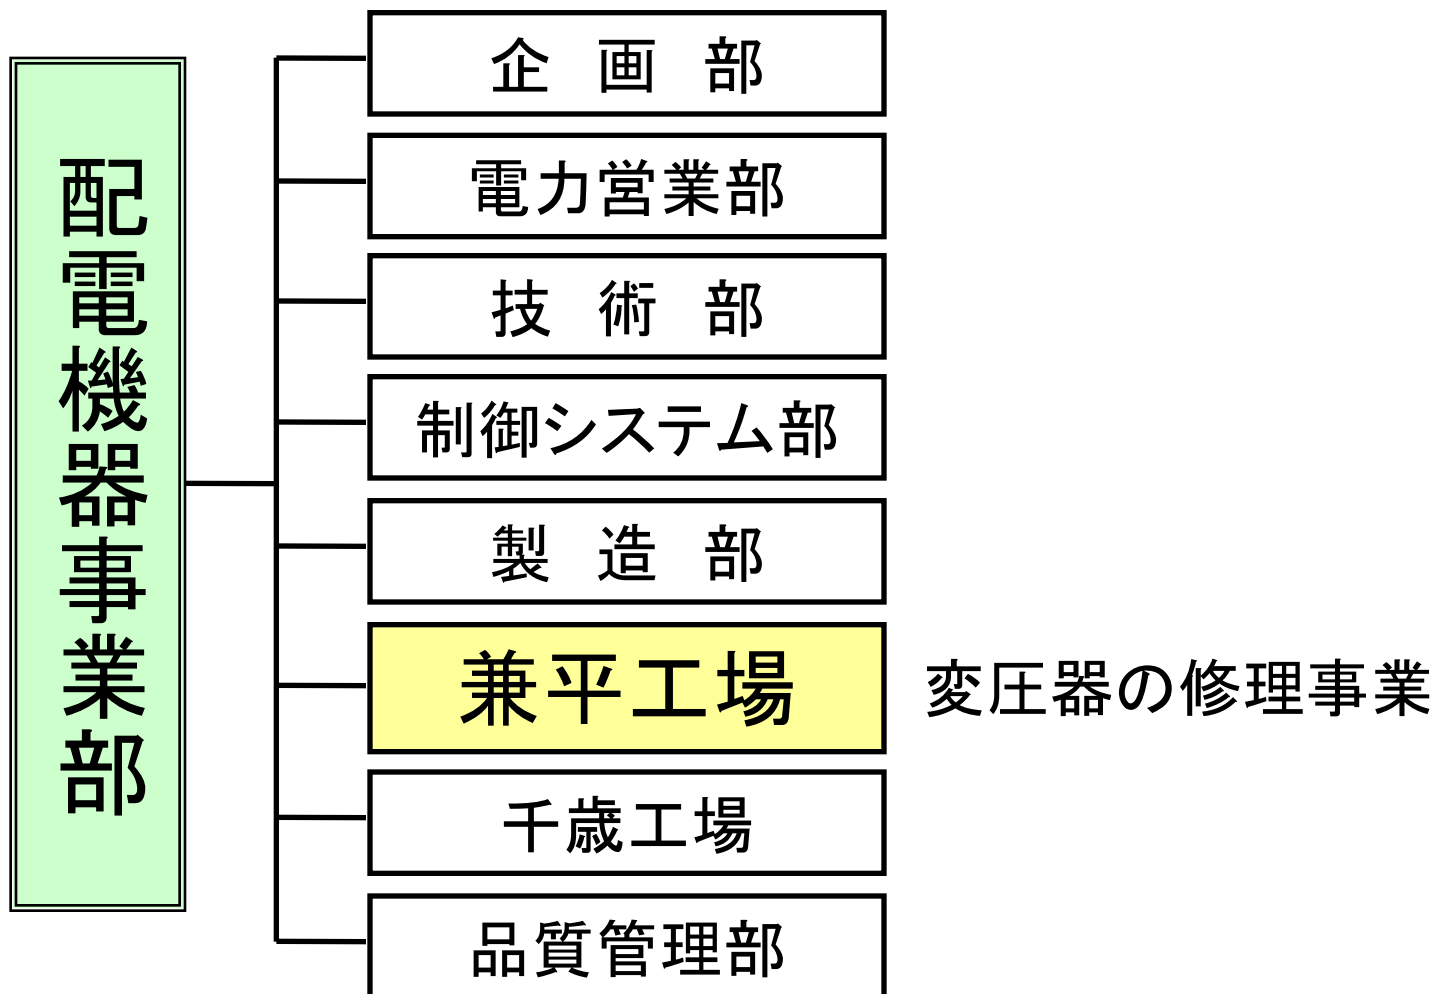 配電機器事業部
企画部
電力営業部
技術部
制御システム部
製造部
兼平工場
変圧器の修理事業
千歳工場
品質管理部